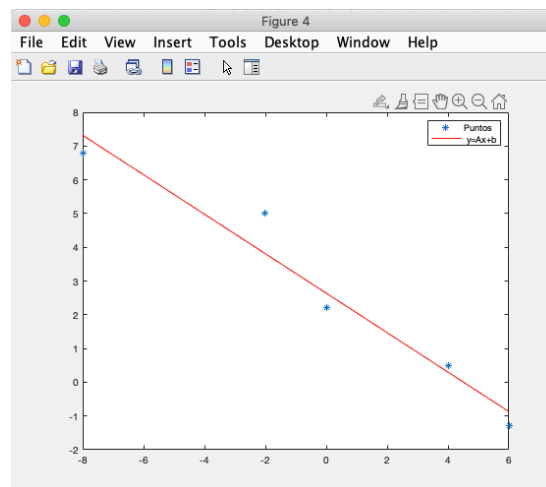 Figure 4
File Edit View Insert Tools Desktop Window Help
Puntos
y=Ax+b
8
7
6
5
4
3
2
1
0
-1
-2
-8 -6 -4 -2 0 2 4 6